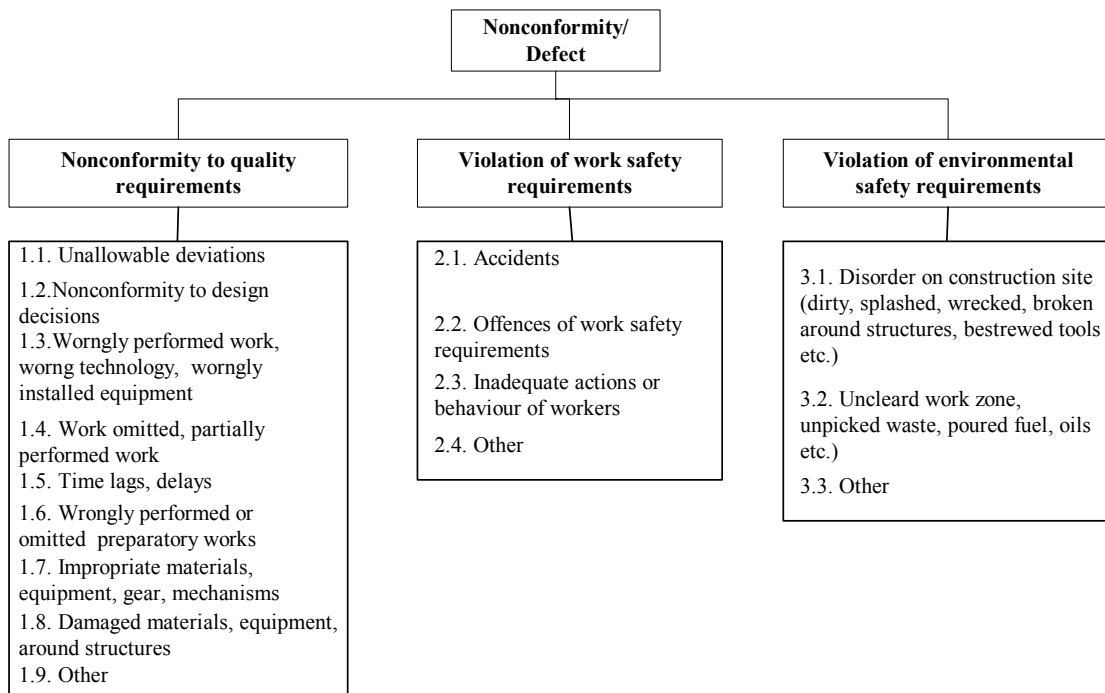 Nonconformity/
Defect
Nonconformity to quality
requirements
Violation of work safety
requirements
Violation of environmental
safety requirements
1.1. Unallowable deviations
1.2.Nonconformity to design
decisions
1.3.Worngly performed work,
worng technology, worngly
installed equipment
1.4. Work omitted, partially
performed work
1.5. Time lags, delays
1.6. Wrongly performed or
omitted preparatory works
1.7. Impropriate materials,
equipment, gear, mechanisms
1.8. Damaged materials, equipment,
around structures
1.9. Other
2.1. Accidents
2.2. Offences of work safety
requirements
2.3. Inadequate actions or
behaviour of workers
2.4. Other
3.1. Disorder on construction site
(dirty, splashed, wrecked, broken
around structures, bestrewed tools
etc.)
3.2. Uncleard work zone,
unpicked waste, poured fuel, oils
etc.)
3.3. Other